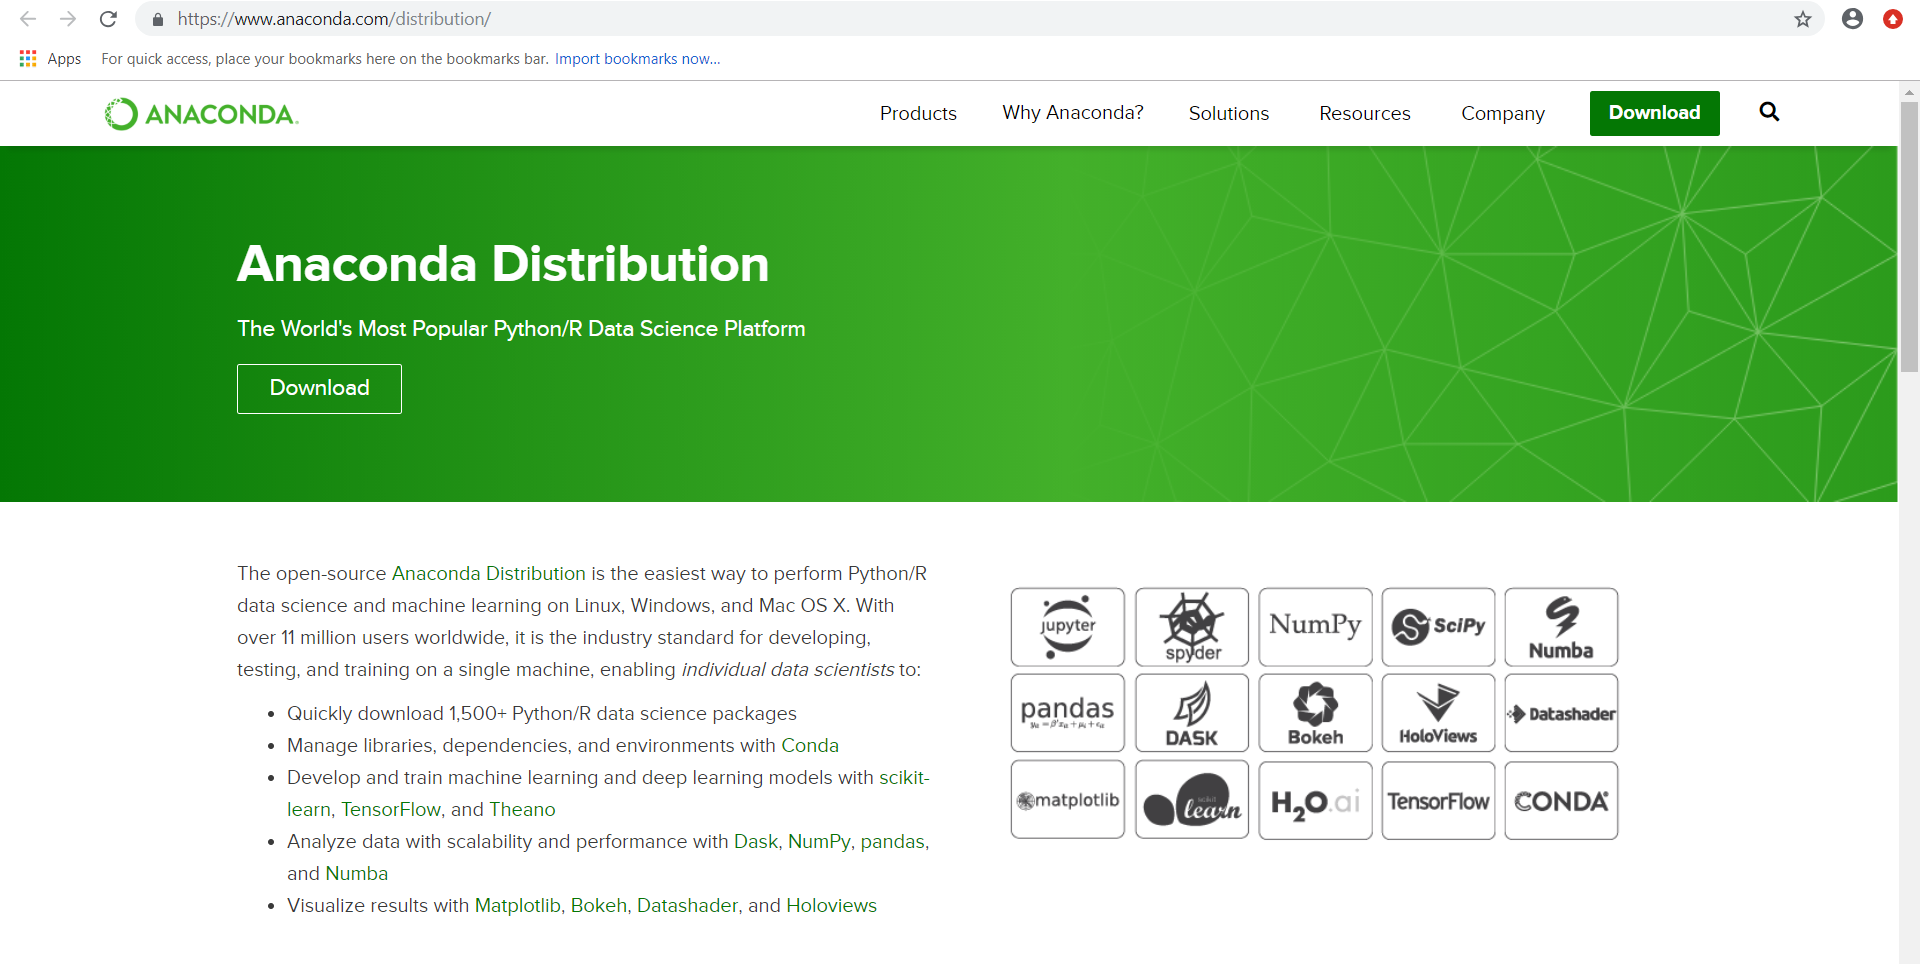 https://www.anaconda.com/distribution/
Apps For quick access, place your bookmarks here on the bookmarks bar. Import bookmarks now...
ANACONDA.
Products Why Anaconda? Solutions Resources Company Download
Anaconda Distribution
The World's Most Popular Python/R Data Science Platform
Download
The open-source Anaconda Distribution is the easiest way to perform Python/R
data science and machine learning on Linux, Windows, and Mac OS X. With
over 11 million users worldwide, it is the industry standard for developing,
testing, and training on a single machine, enabling individual data scientists to:
• Quickly download 1,500+ Python/R data science packages
• Manage libraries, dependencies, and environments with Conda
• Develop and train machine learning and deep learning models with scikit-
learn, TensorFlow, and Theano
• Analyze data with scalability and performance with Dask, NumPy, pandas,
and Numba
• Visualize results with Matplotlib, Bokeh, Datashader, and Holoviews
jupyter spyder NumPy SciPy Numba
pandas DASK Bokeh HoloViews Datashader
matplotlib scikit learn H2O.ai TensorFlow CONDA